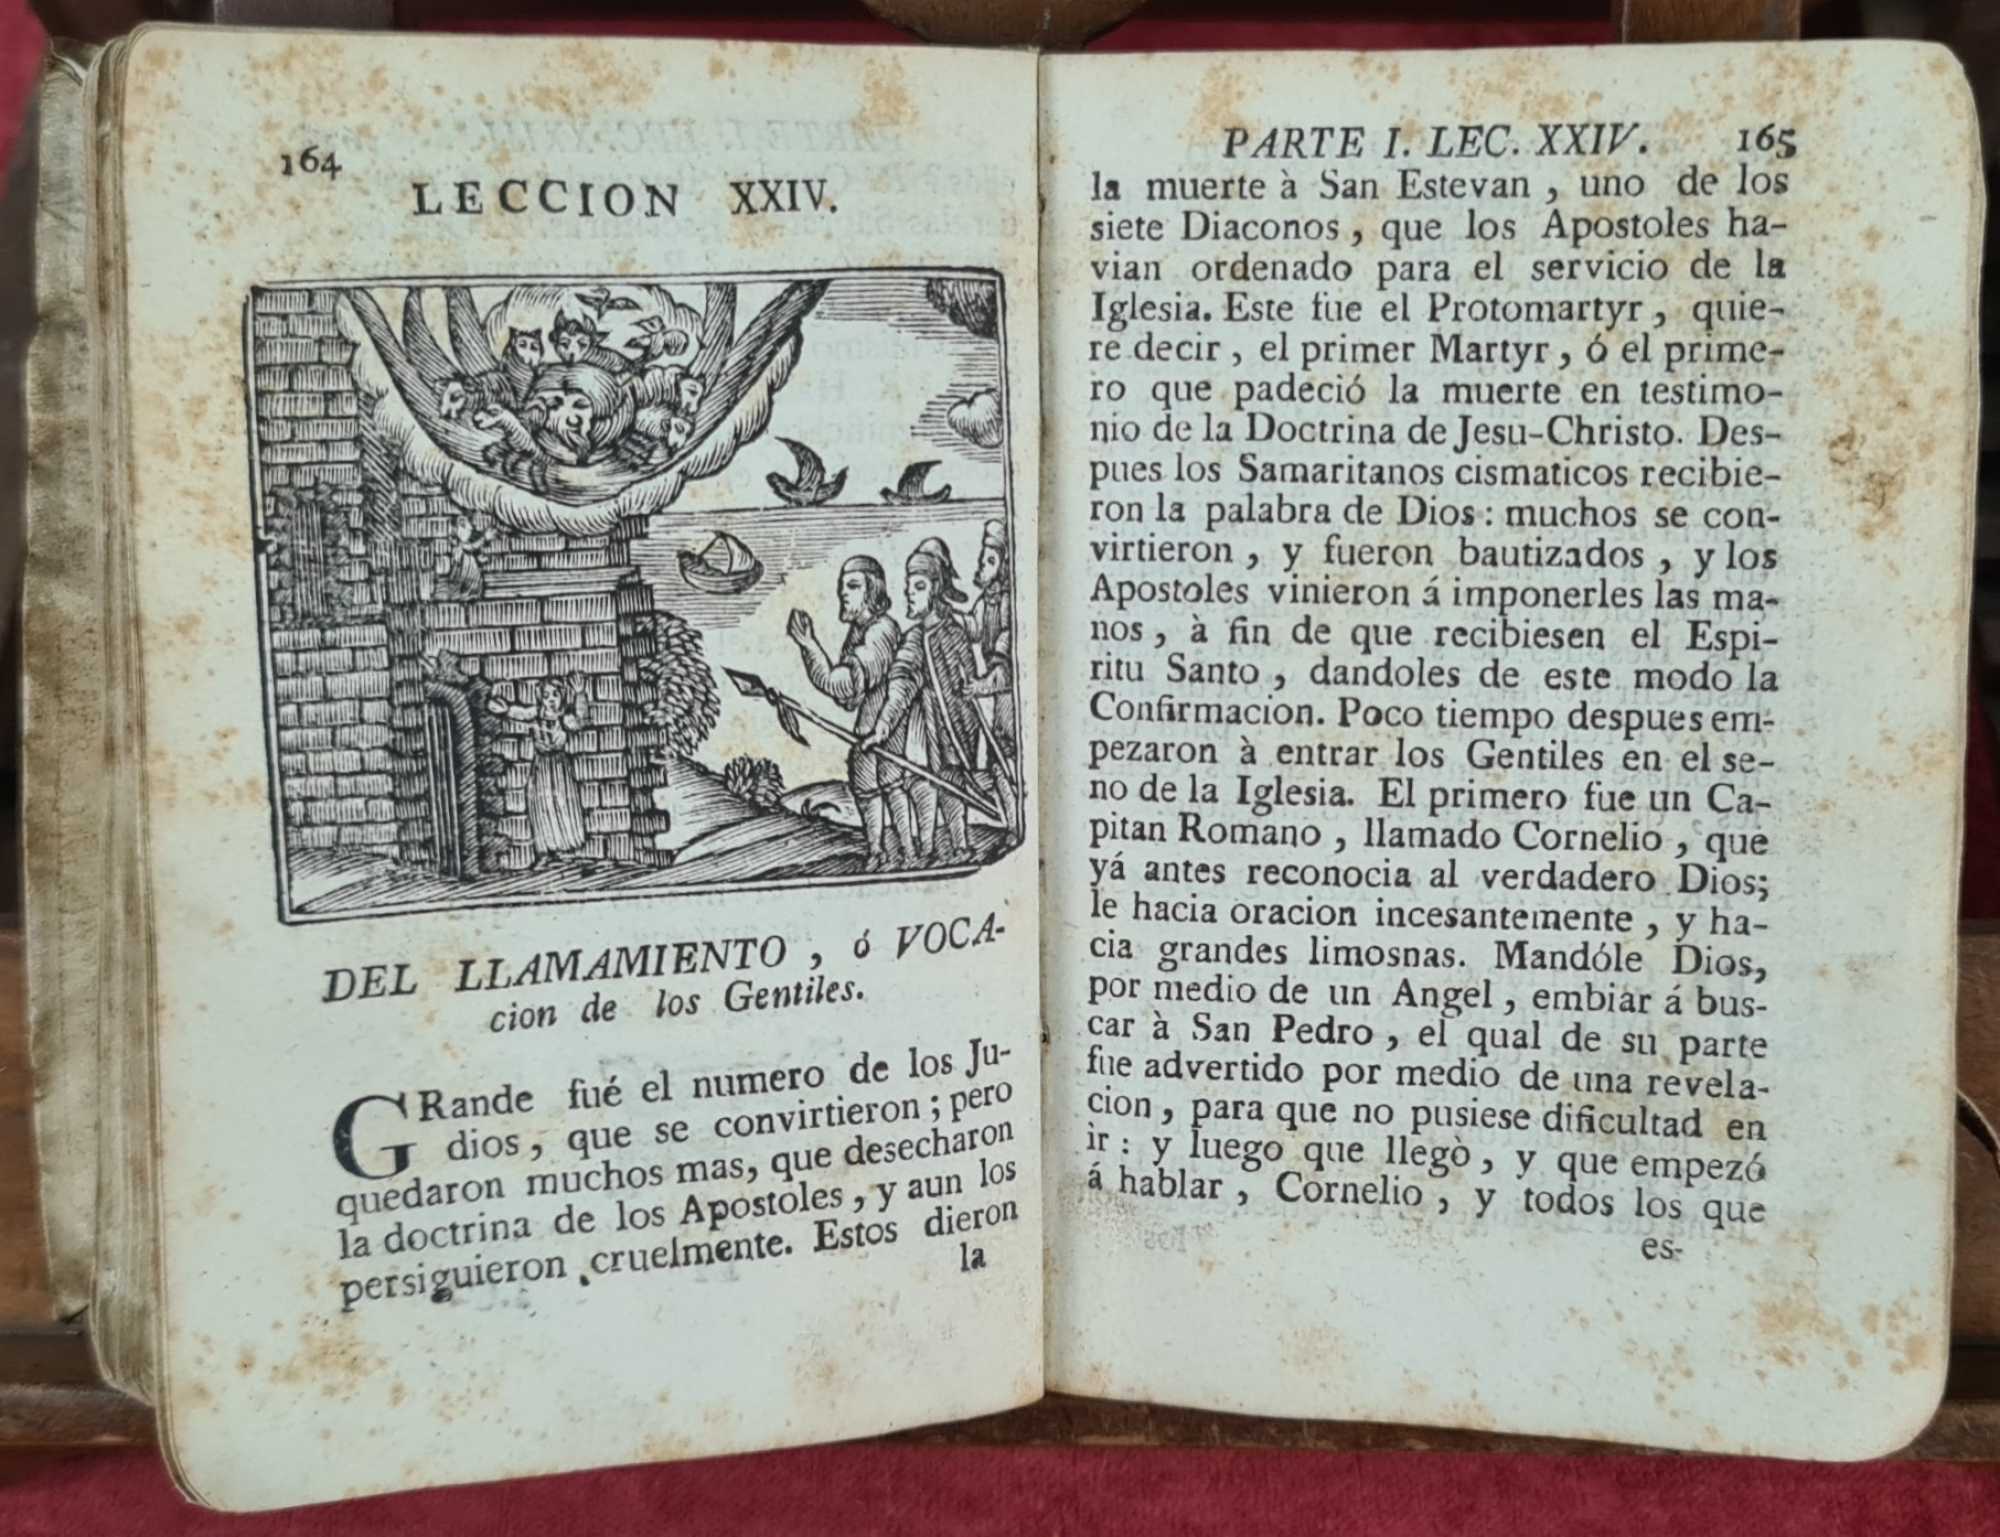 164
LECCION XXIV.
DEL LLAMAMIENTO, ó VOCA-
cion de los Gentiles.
GRande fué el numero de los Ju-
dios, que se convirtieron; pero
quedaron muchos mas, que desecharon
la doctrina de los Apostoles, y aun los
persiguieron cruelmente. Estos dieron
la
PARTE I. LEC. XXIV. 165
la muerte à San Estevan, uno de los
siete Diaconos, que los Apostoles ha-
vian ordenado para el servicio de la
Iglesia. Este fue el Protomartyr, quie-
re decir, el primer Martyr, ó el prime-
ro que padeció la muerte en testimo-
nio de la Doctrina de Jesu-Christo. Des-
pues los Samaritanos cismaticos recibie-
ron la palabra de Dios: muchos se con-
virtieron, y fueron bautizados, y los
Apostoles vinieron á imponerles las ma-
nos, à fin de que recibiesen el Espi-
ritu Santo, dandoles de este modo la
Confirmacion. Poco tiempo despues em-
pezaron à entrar los Gentiles en el se-
no de la Iglesia. El primero fue un Ca-
pitan Romano, llamado Cornelio, que
yá antes reconocia al verdadero Dios;
le hacia oracion incesantemente, y ha-
cia grandes limosnas. Mandóle Dios,
por medio de un Angel, embiar á bus-
car à San Pedro, el qual de su parte
fue advertido por medio de una revela-
cion, para que no pusiese dificultad en
ir: y luego que llegò, y que empezó
á hablar, Cornelio, y todos los que
es-